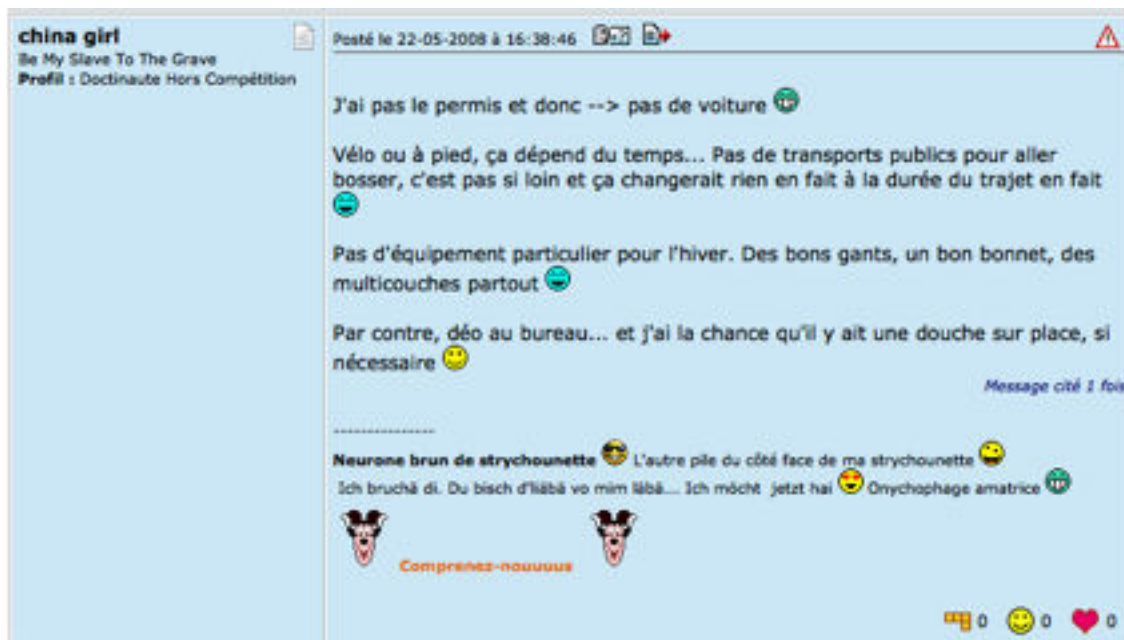 china girl
Be My Slave To The Grave
Profil : Doctinaute Hors Compétition
Posté le 22-05-2008 à 16:38:46
J'ai pas le permis et donc --> pas de voiture
Vélo ou à pied, ça dépend du temps... Pas de transports publics pour aller
bosser, c'est pas si loin et ça changerait rien en fait à la durée du trajet en fait
Pas d'équipement particulier pour l'hiver. Des bons gants, un bon bonnet, des
multicouches partout
Par contre, déo au bureau... et j'ai la chance qu'il y ait une douche sur place, si
nécessaire
Message cité 1 fois
---------------
Neurone brun de strychounette L'autre pile du côté face de ma strychounette
Ich bruchä di. Du bisch d'liäbä vo mim läbä... Ich möcht jetzt hai Onychophage amatrice
Comprenez-nouuuus
0 0 0